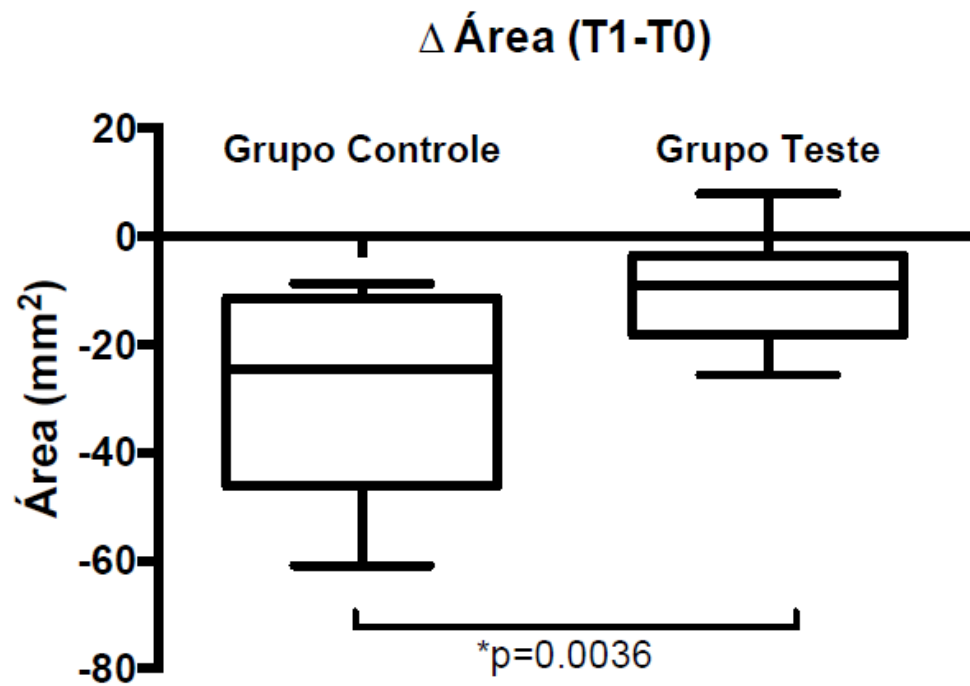 Δ Área (T1-T0)
Grupo Controle
Grupo Teste
Área (mm²)
20
0
-20
-40
-60
-80
*p=0.0036